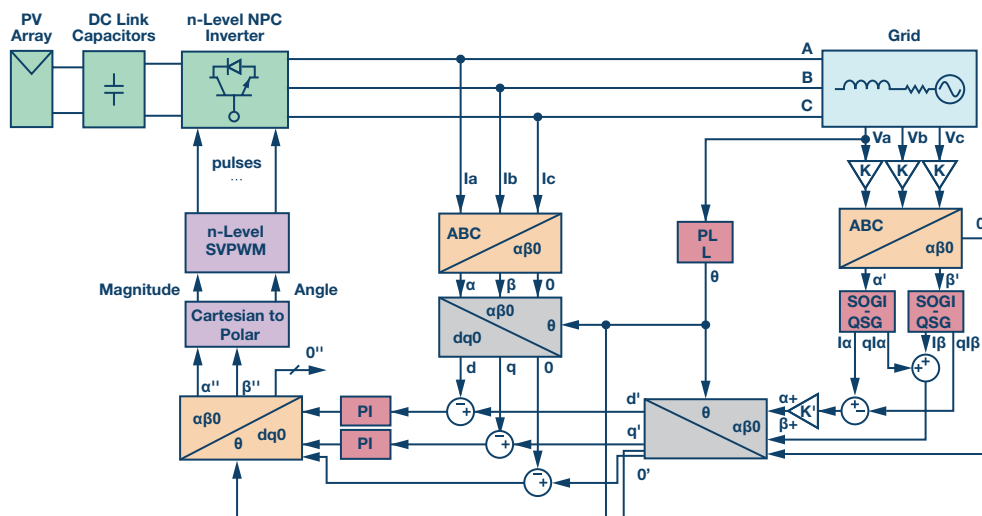 PV
Array
DC Link
Capacitors
n-Level NPC
Inverter
Grid
A
B
C
pulses
...
Ia
Ib
Ic
Va
Vb
Vc
K
K
K
n-Level
SVPWM
ABC
αβ0
PL
L
ABC
αβ0
0
Magnitude
Angle
α
β
0
θ
α'
β'
Cartesian to
Polar
αβ0
dq0
θ
SOGI
-
QSG
SOGI
-
QSG
Iα
qIα
Iβ
qIβ
0''
α''
β''
d
q
0
+
+
αβ0
dq0
θ
PI
PI
−
+
−
+
−
+
d'
q'
0'
θ
αβ0
α+
β+
K'
+
−